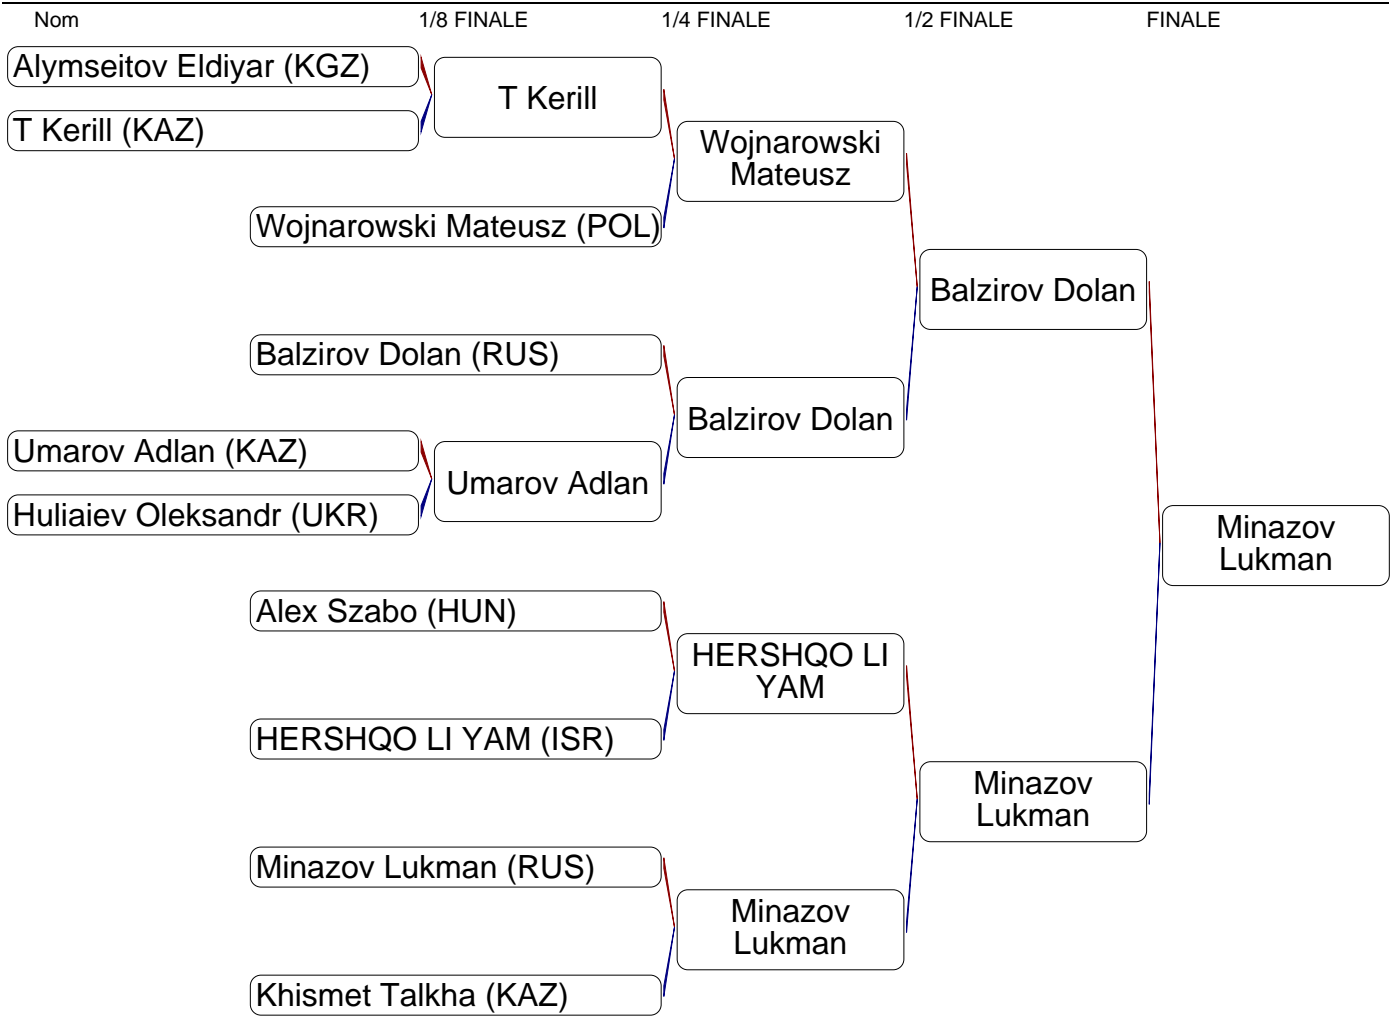 Nom 1/8 FINALE 1/4 FINALE 1/2 FINALE FINALE
Alymseitov Eldiyar (KGZ)
T Kerill
T Kerill (KAZ)
Wojnarowski
Mateusz
Wojnarowski Mateusz (POL)
Balzirov Dolan
Balzirov Dolan (RUS)
Balzirov Dolan
Umarov Adlan (KAZ)
Umarov Adlan
Huliaiev Oleksandr (UKR)
Minazov
Lukman
Alex Szabo (HUN)
HERSHQO LI
YAM
HERSHQO LI YAM (ISR)
Minazov
Lukman
Minazov Lukman (RUS)
Minazov
Lukman
Khismet Talkha (KAZ)